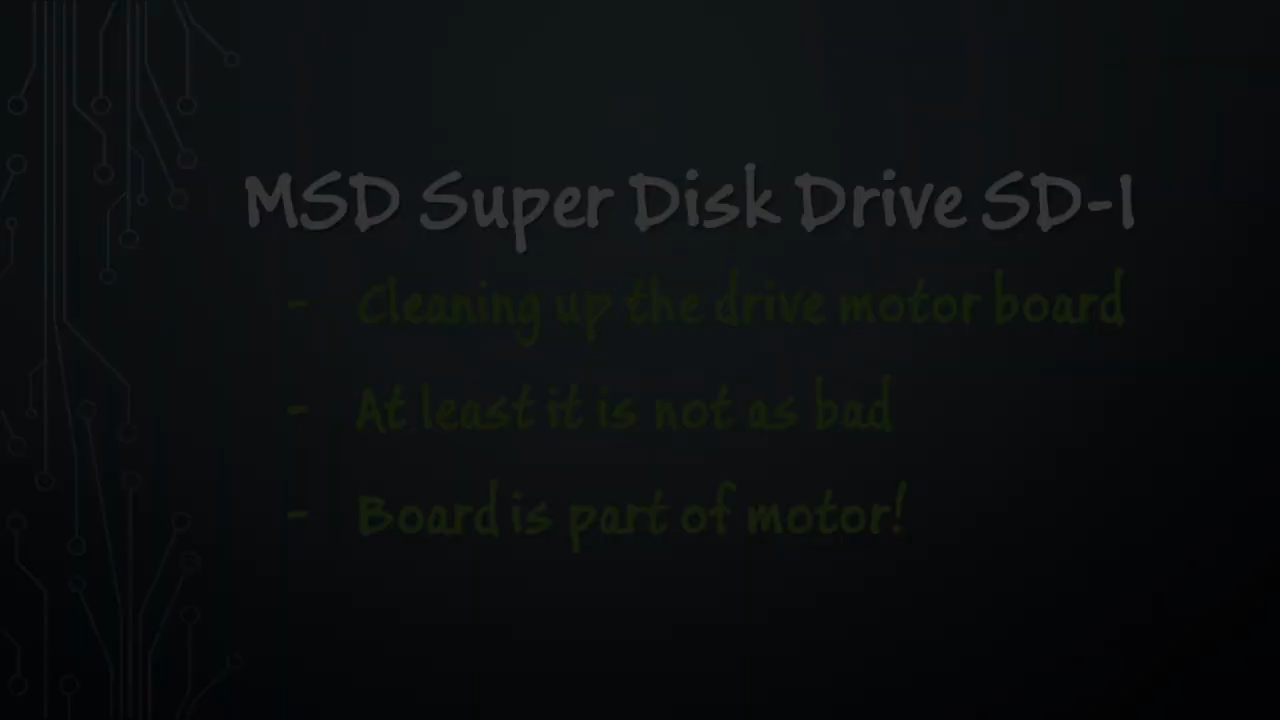 MSD Super Disk Drive SD-1
- Cleaning up the drive motor board
- At least it is not as bad
- Board is part of motor!